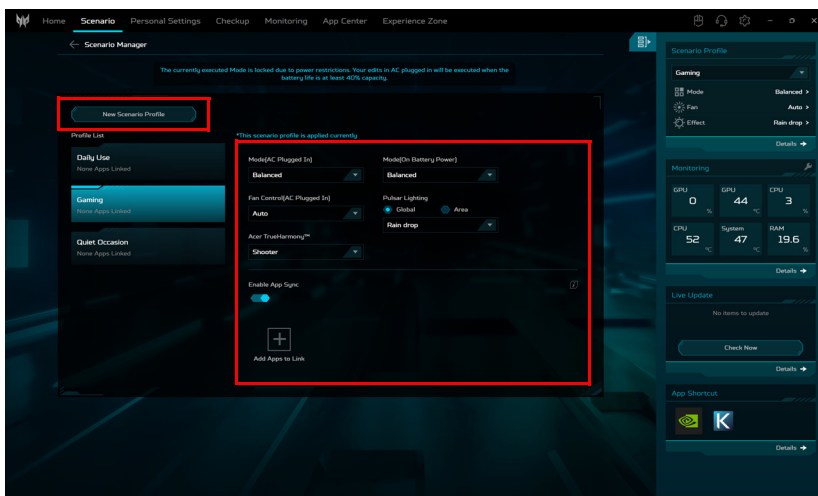 Home Scenario Personal Settings Checkup Monitoring App Center Experience Zone
Scenario Manager
The currently executed Mode is locked due to power restrictions. Your edits in AC plugged in will be executed when the
battery life is at least 40% capacity.
New Scenario Profile
Profile List
Daily Use
None Apps Linked
Gaming
None Apps Linked
Quiet Occasion
None Apps Linked
*This scenario profile is applied currently
Mode(AC Plugged In)
Balanced
Mode(On Battery Power)
Balanced
Fan Control(AC Plugged In)
Auto
Pulsar Lighting
Global Area
Rain drop
Acer TrueHarmony™
Shooter
Enable App Sync
i
Add Apps to Link
Scenario Profile
Gaming
Mode Balanced >
Fan Auto >
Effect Rain drop >
Details →
Monitoring
GPU GPU CPU
0 % 44 °C 3 %
CPU System RAM
52 °C 47 °C 19.6 %
Details →
Live Update
No items to update
Check Now
Details →
App Shortcut
K
Details →